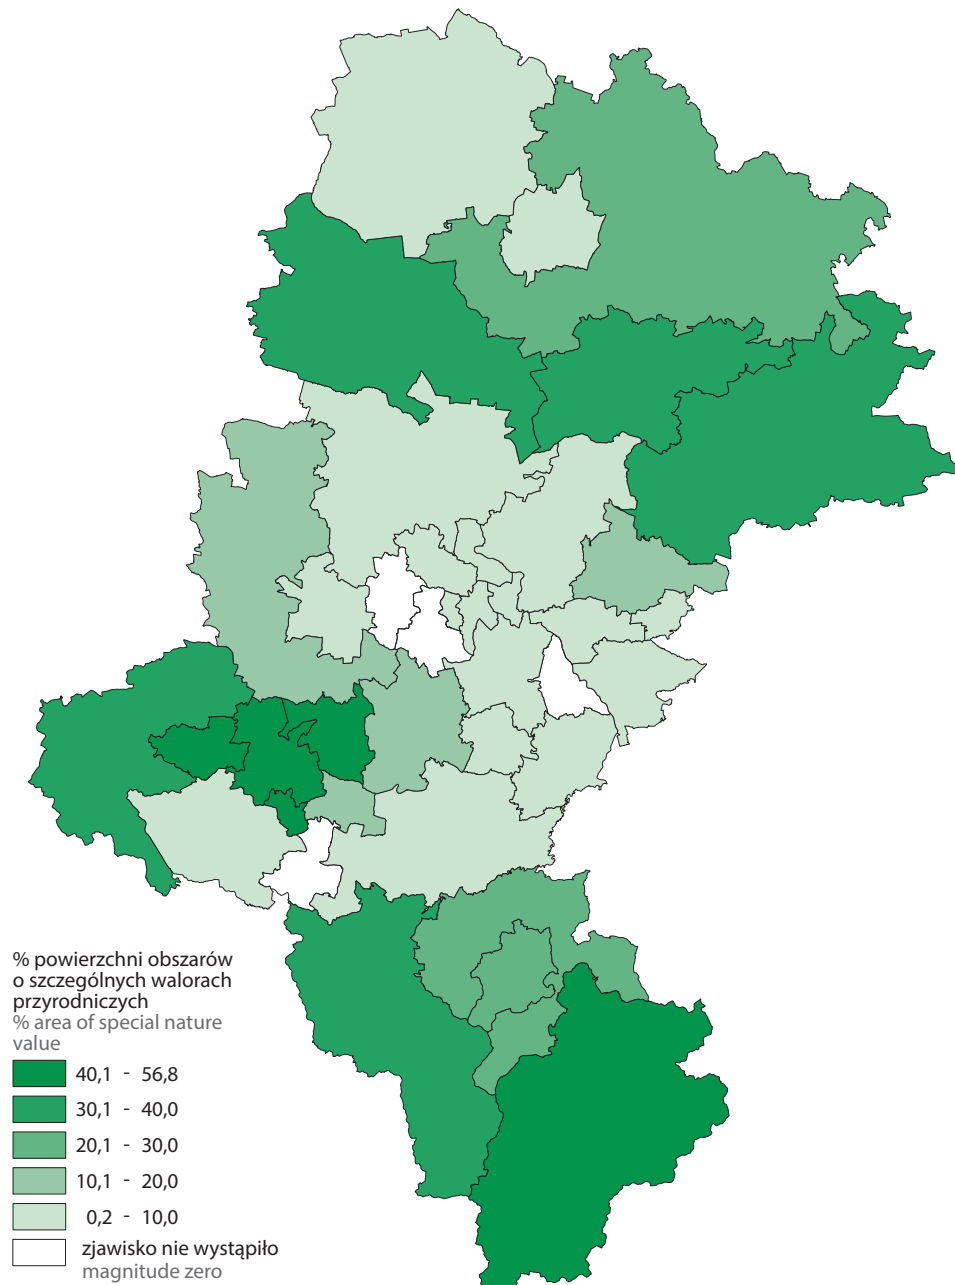 % powierzchni obszarów
o szczególnych walorach
przyrodniczych
% area of special nature
value
40,1 - 56,8
30,1 - 40,0
20,1 - 30,0
10,1 - 20,0
0,2 - 10,0
zjawisko nie wystąpiło
magnitude zero